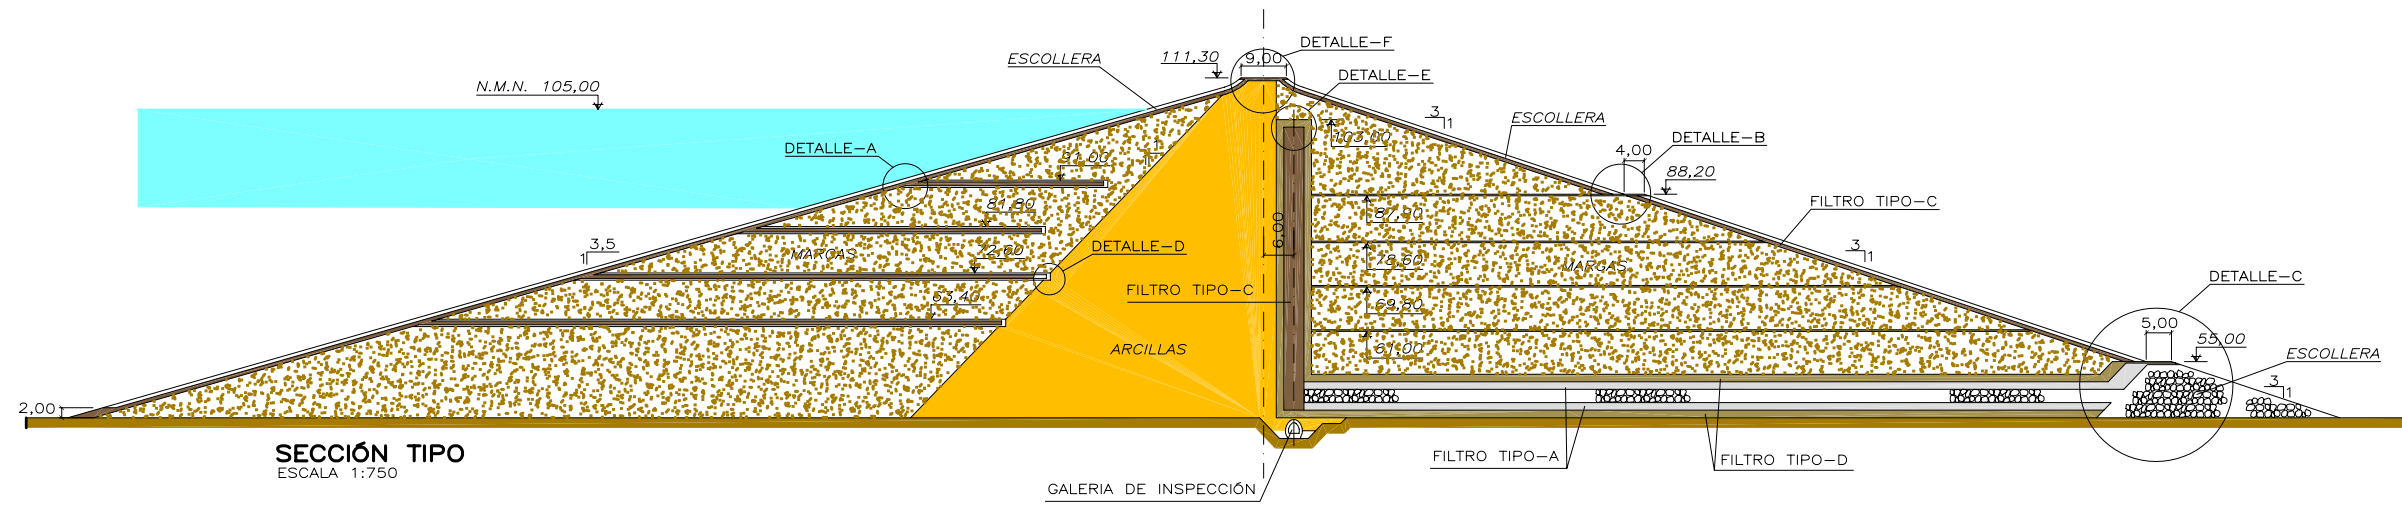 DETALLE-F
ESCOLLERA
111,30
9,00
DETALLE-E
N.M.N. 105,00
3
1
ESCOLLERA
103,00
DETALLE-B
DETALLE-A
4,00
1
1
91,00
88,20
81,80
87,80
FILTRO TIPO-C
6,00
3,5
1
MARGAS
72,60
DETALLE-D
78,60
MARGAS
3
1
DETALLE-C
63,40
FILTRO TIPO-C
69,80
5,00
55,00
ARCILLAS
61,00
ESCOLLERA
3
1
2,00
SECCIÓN TIPO
ESCALA 1:750
FILTRO TIPO-A
FILTRO TIPO-D
GALERIA DE INSPECCIÓN